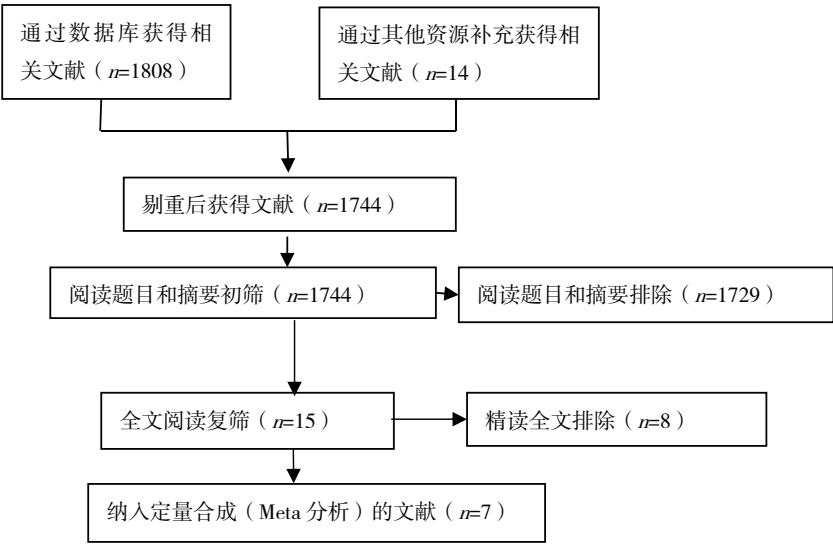 通过数据库获得相
关文献（n=1808）
通过其他资源补充获得相
关文献（n=14）
剔重后获得文献（n=1744）
阅读题目和摘要初筛（n=1744）
阅读题目和摘要排除（n=1729）
全文阅读复筛（n=15）
精读全文排除（n=8）
纳入定量合成（Meta 分析）的文献（n=7）